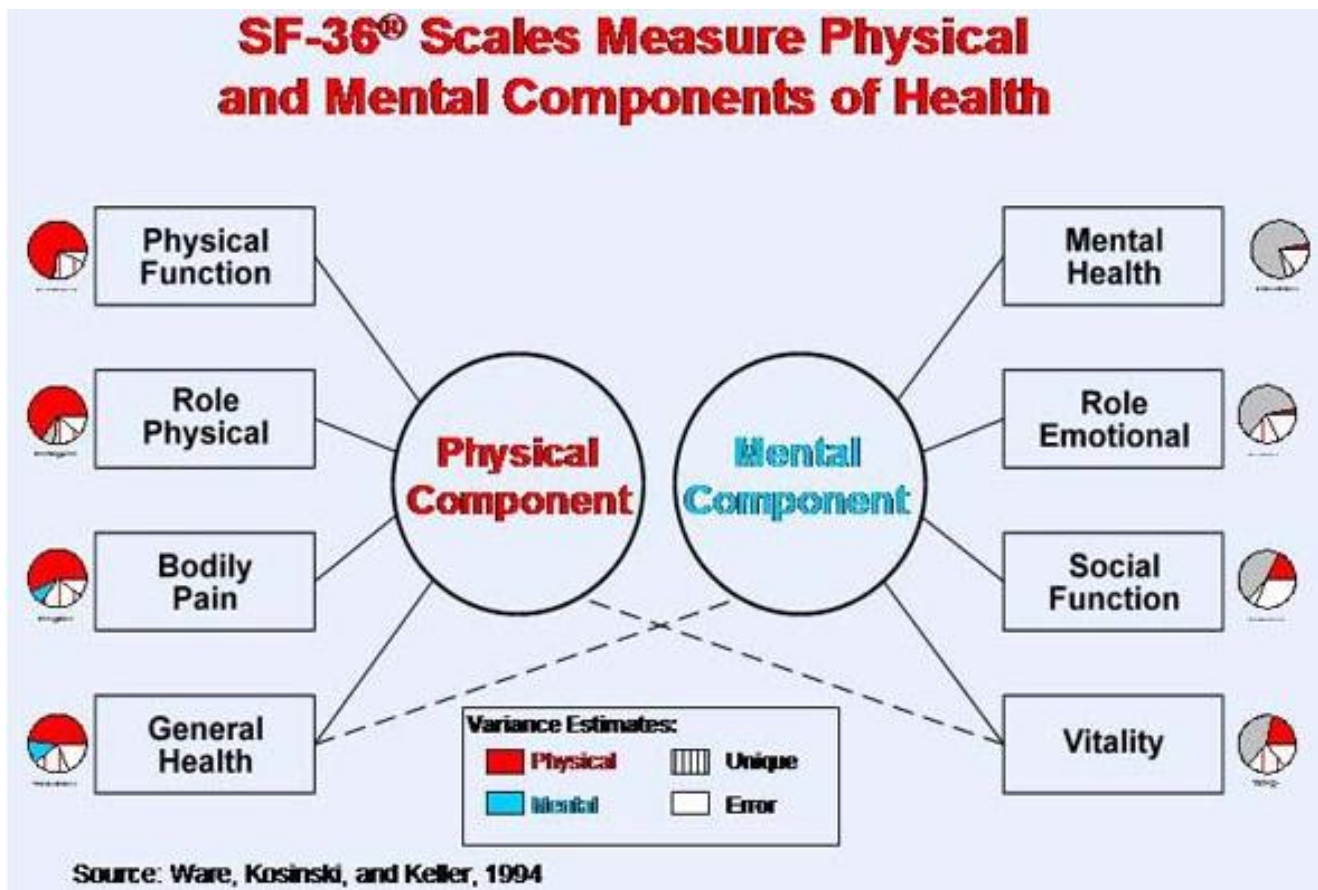 SF-36® Scales Measure Physical
and Mental Components of Health
Physical
Function
Role
Physical
Bodily
Pain
General
Health
Physical
Component
Mental
Component
Mental
Health
Role
Emotional
Social
Function
Vitality
Variance Estimates:
Physical
Unique
Mental
Error
Source: Ware, Kosinski, and Keller, 1994